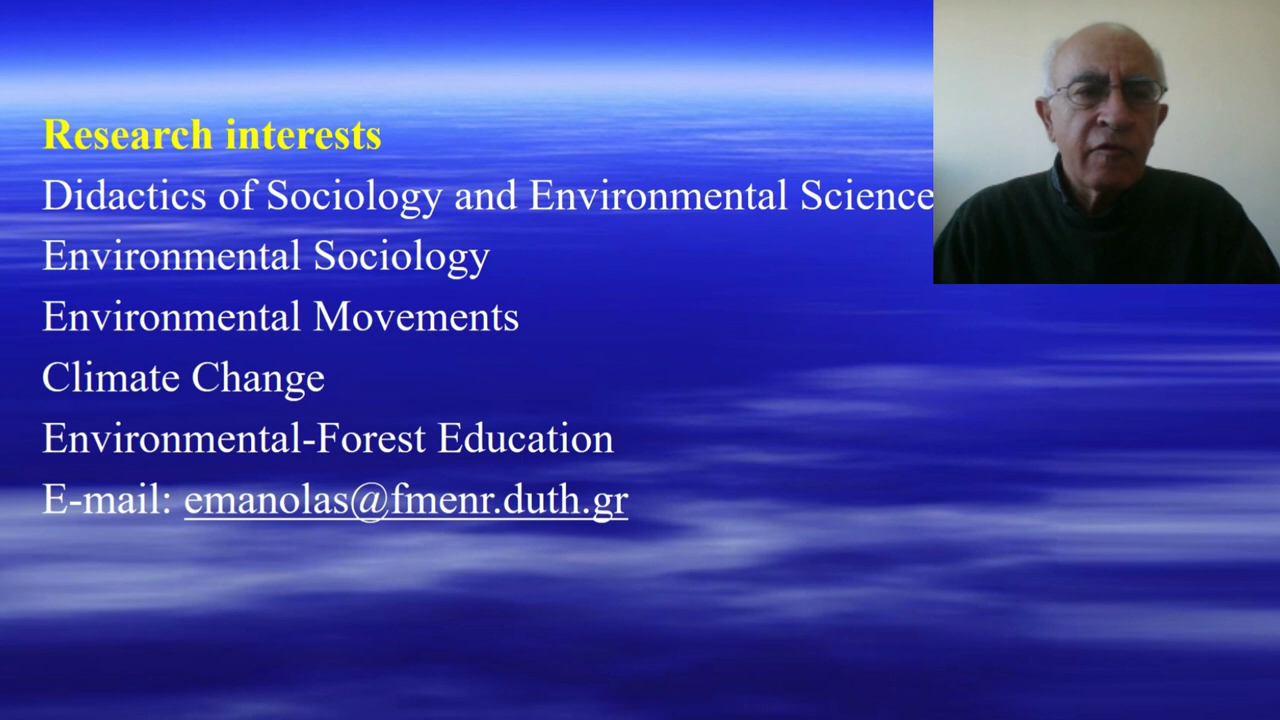 Research interests
Didactics of Sociology and Environmental Science
Environmental Sociology
Environmental Movements
Climate Change
Environmental-Forest Education
E-mail: emanolas@fmenr.duth.gr